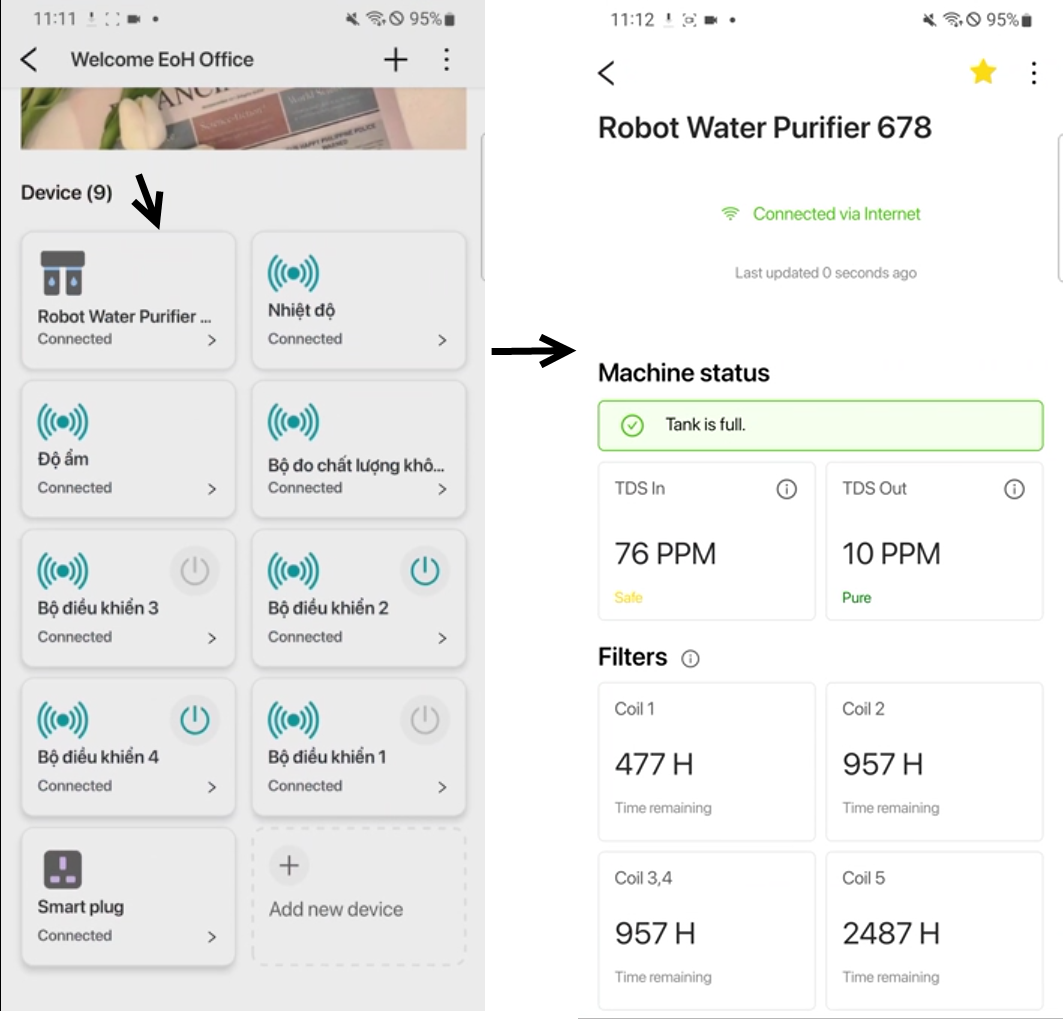 11:11
95%
Welcome EoH Office
Device (9)
Robot Water Purifier ...
Connected
Nhiệt độ
Connected
Độ ẩm
Connected
Bộ đo chất lượng khô...
Connected
Bộ điều khiển 3
Connected
Bộ điều khiển 2
Connected
Bộ điều khiển 4
Connected
Bộ điều khiển 1
Connected
Smart plug
Connected
Add new device
11:12
95%
Robot Water Purifier 678
Connected via Internet
Last updated 0 seconds ago
Machine status
Tank is full.
TDS In
76 PPM
Safe
TDS Out
10 PPM
Pure
Filters
Coil 1
477 H
Time remaining
Coil 2
957 H
Time remaining
Coil 3,4
957 H
Time remaining
Coil 5
2487 H
Time remaining